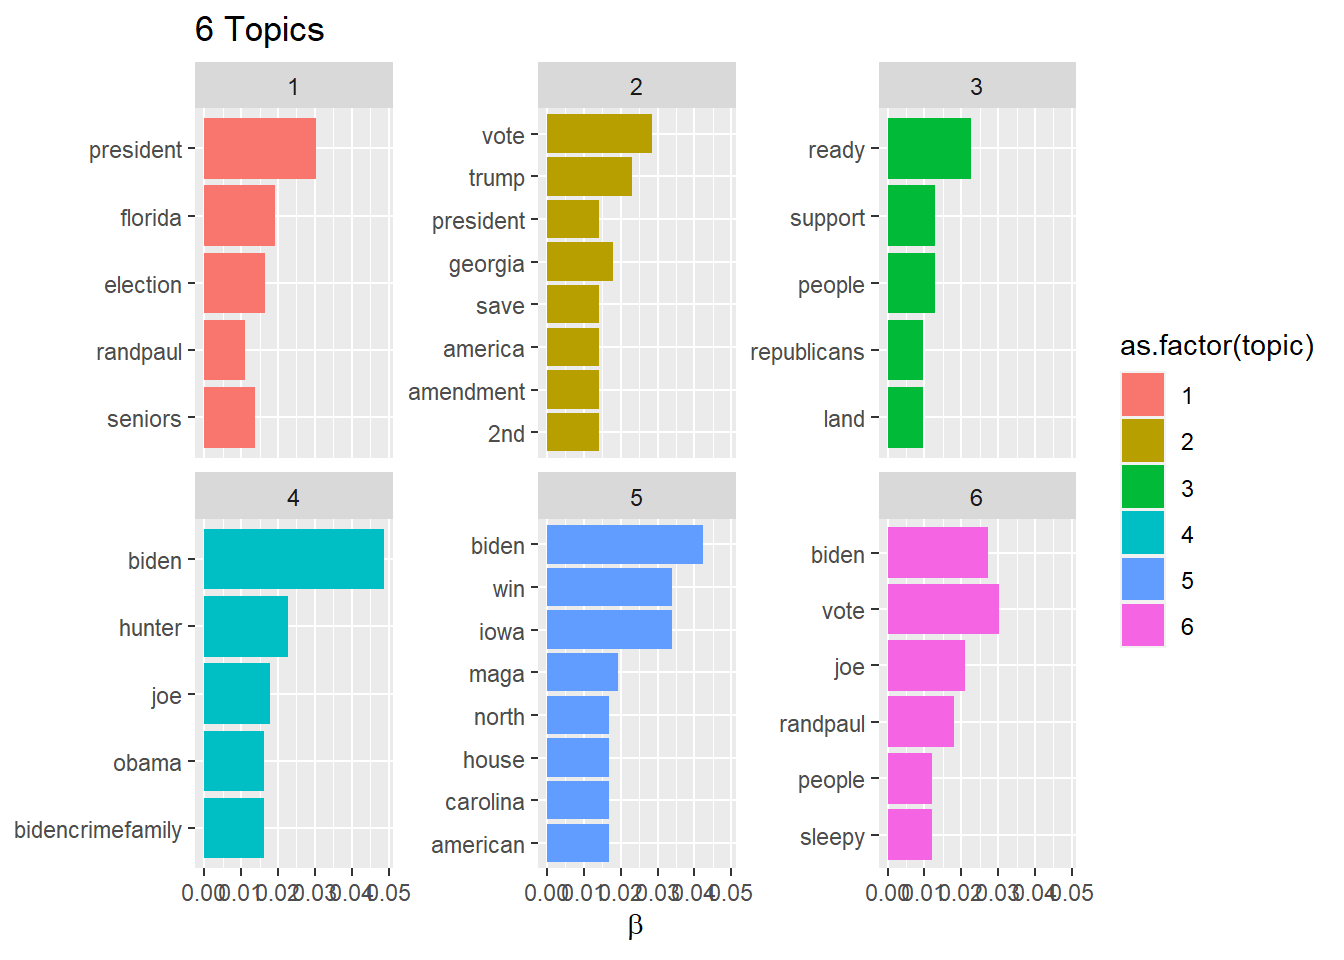 6 Topics
1
president
florida
election
randpaul
seniors
2
vote
trump
president
georgia
save
america
amendment
2nd
3
ready
support
people
republicans
land
4
biden
hunter
joe
obama
bidencrimefamily
0.00 0.01 0.02 0.03 0.04 0.05
5
biden
win
iowa
maga
north
house
carolina
american
0.00 0.01 0.02 0.03 0.04 0.05
6
biden
vote
joe
randpaul
people
sleepy
0.00 0.01 0.02 0.03 0.04 0.05
β
as.factor(topic)
1
2
3
4
5
6